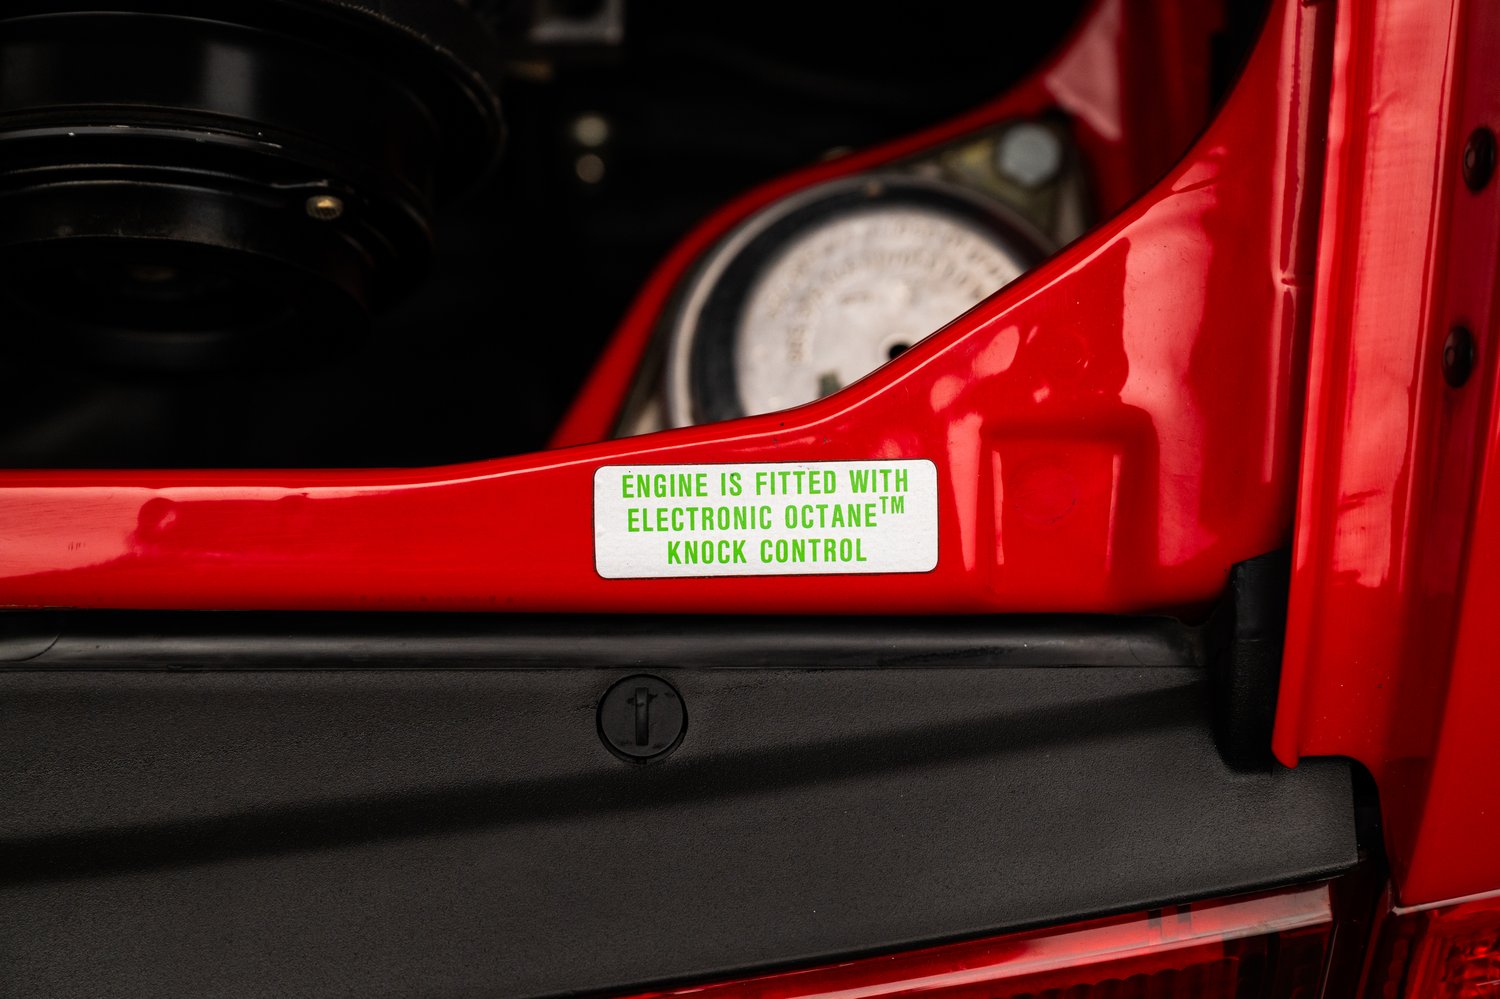 ENGINE IS FITTED WITH
ELECTRONIC OCTANE™
KNOCK CONTROL